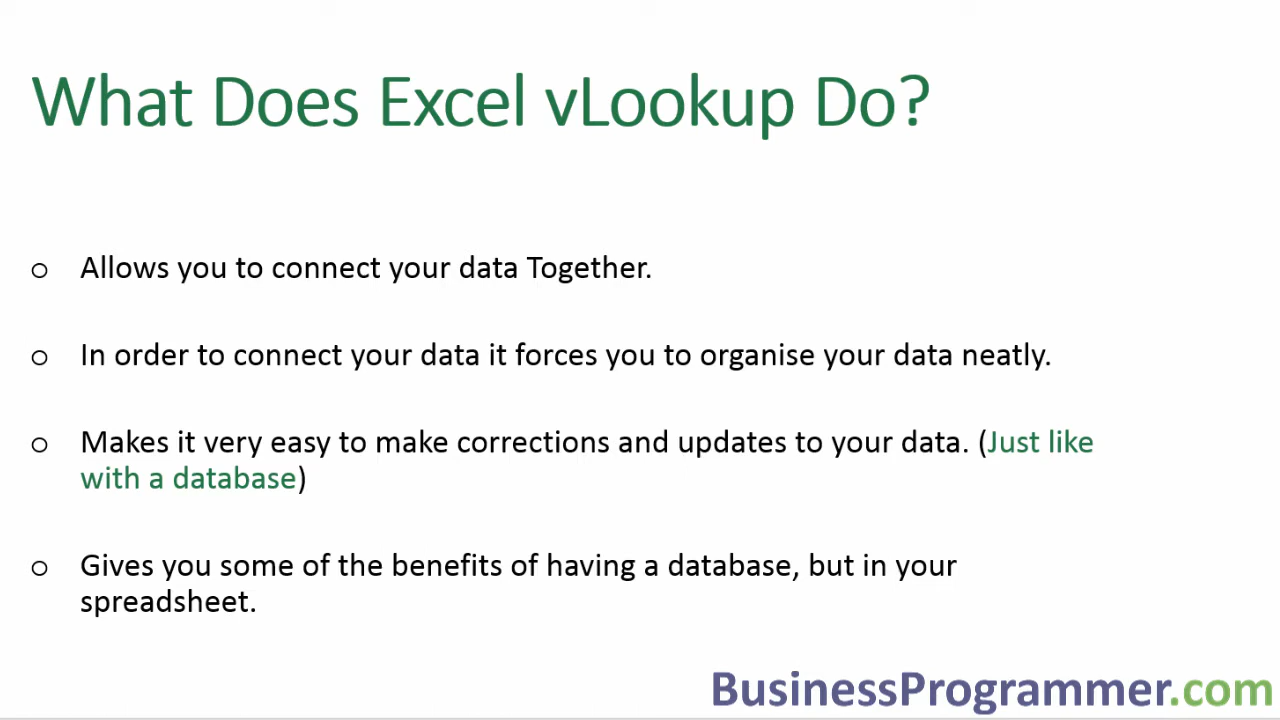 What Does Excel vLookup Do?
o Allows you to connect your data Together.
o In order to connect your data it forces you to organise your data neatly.
o Makes it very easy to make corrections and updates to your data. (Just like
with a database)
o Gives you some of the benefits of having a database, but in your
spreadsheet.
BusinessProgrammer.com